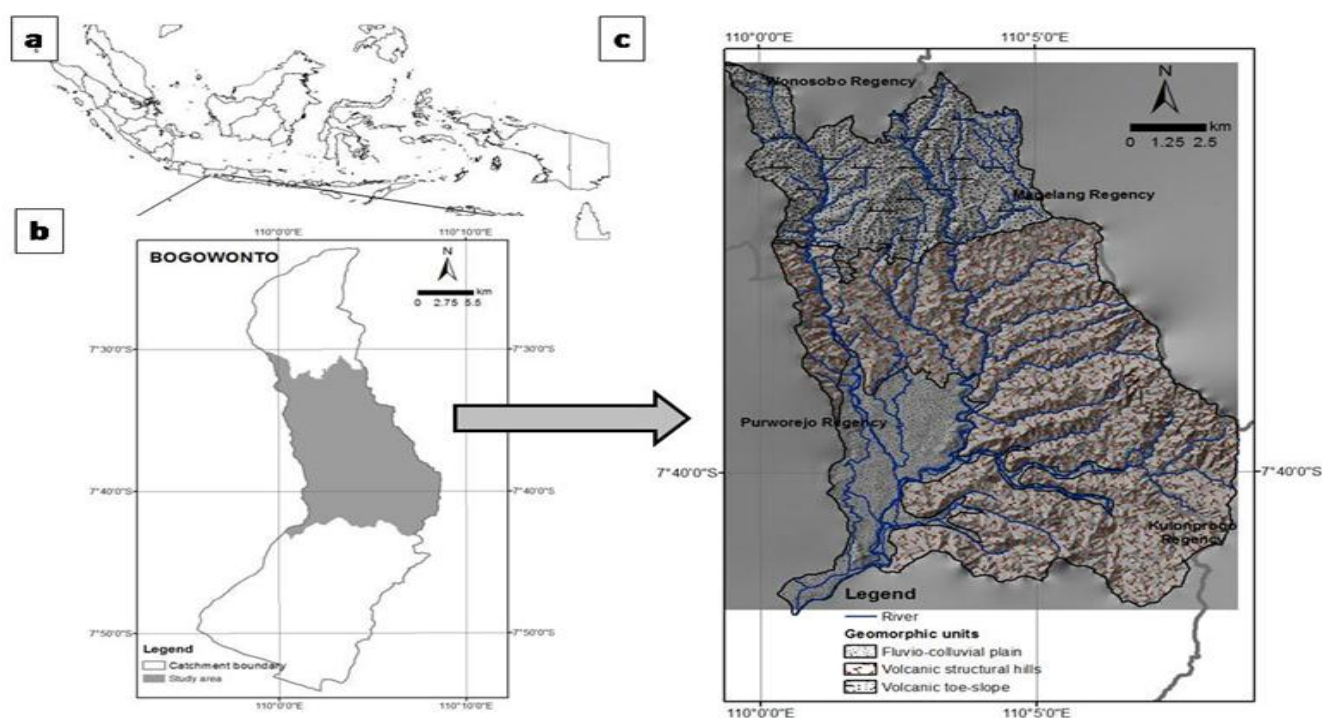 a
b
110°0'0"E
110°10'0"E
BOGOWONTO
N
km
0 2.75 5.5
7°30'0"S
7°30'0"S
7°40'0"S
7°40'0"S
7°50'0"S
7°50'0"S
Legend
Catchment boundary
Study area
110°0'0"E
110°10'0"E
c
110°0'0"E
110°5'0"E
Wonosobo Regency
N
km
0 1.25 2.5
Magelang Regency
Purworejo Regency
7°40'0"S
7°40'0"S
Kulonprogo
Regency
Legend
River
Geomorphic units
Fluvio-colluvial plain
Volcanic structural hills
Volcanic toe-slope
110°0'0"E
110°5'0"E